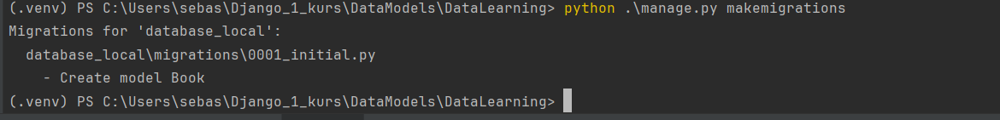 (.venv) PS C:\Users\sebas\Django_1_kurs\DataModels\DataLearning> python .\manage.py makemigrations
Migrations for 'database_local':
  database_local\migrations\0001_initial.py
    - Create model Book
(.venv) PS C:\Users\sebas\Django_1_kurs\DataModels\DataLearning>